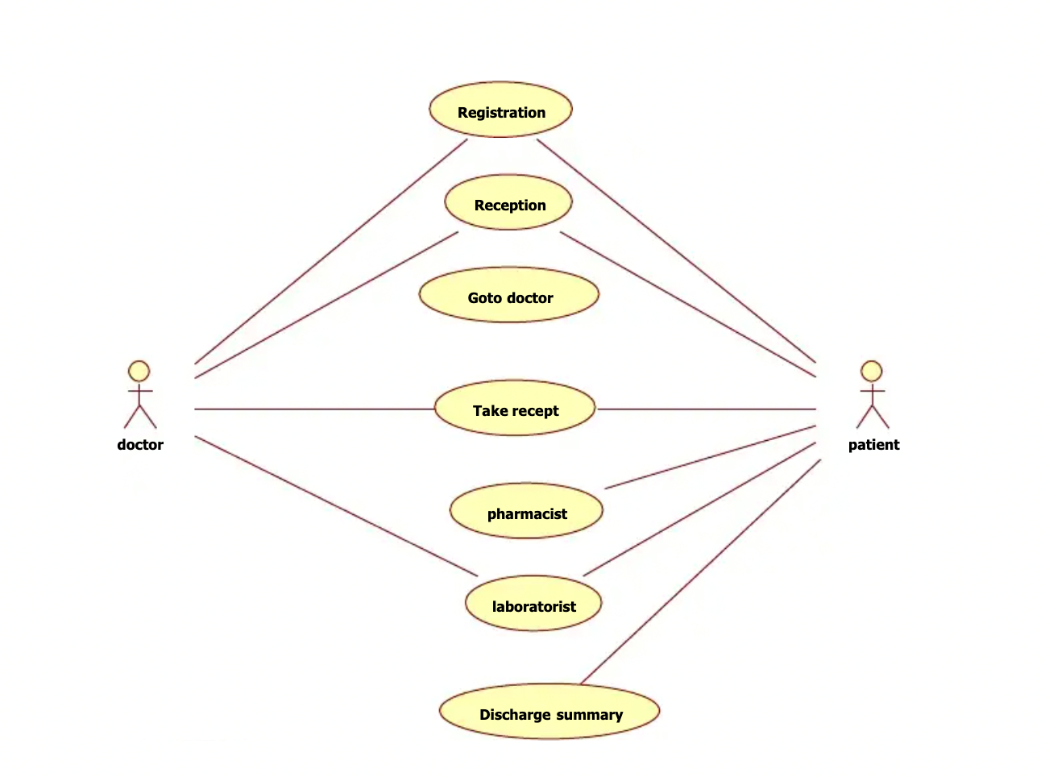 Registration
Reception
Goto doctor
Take recept
doctor
patient
pharmacist
laboratorist
Discharge summary